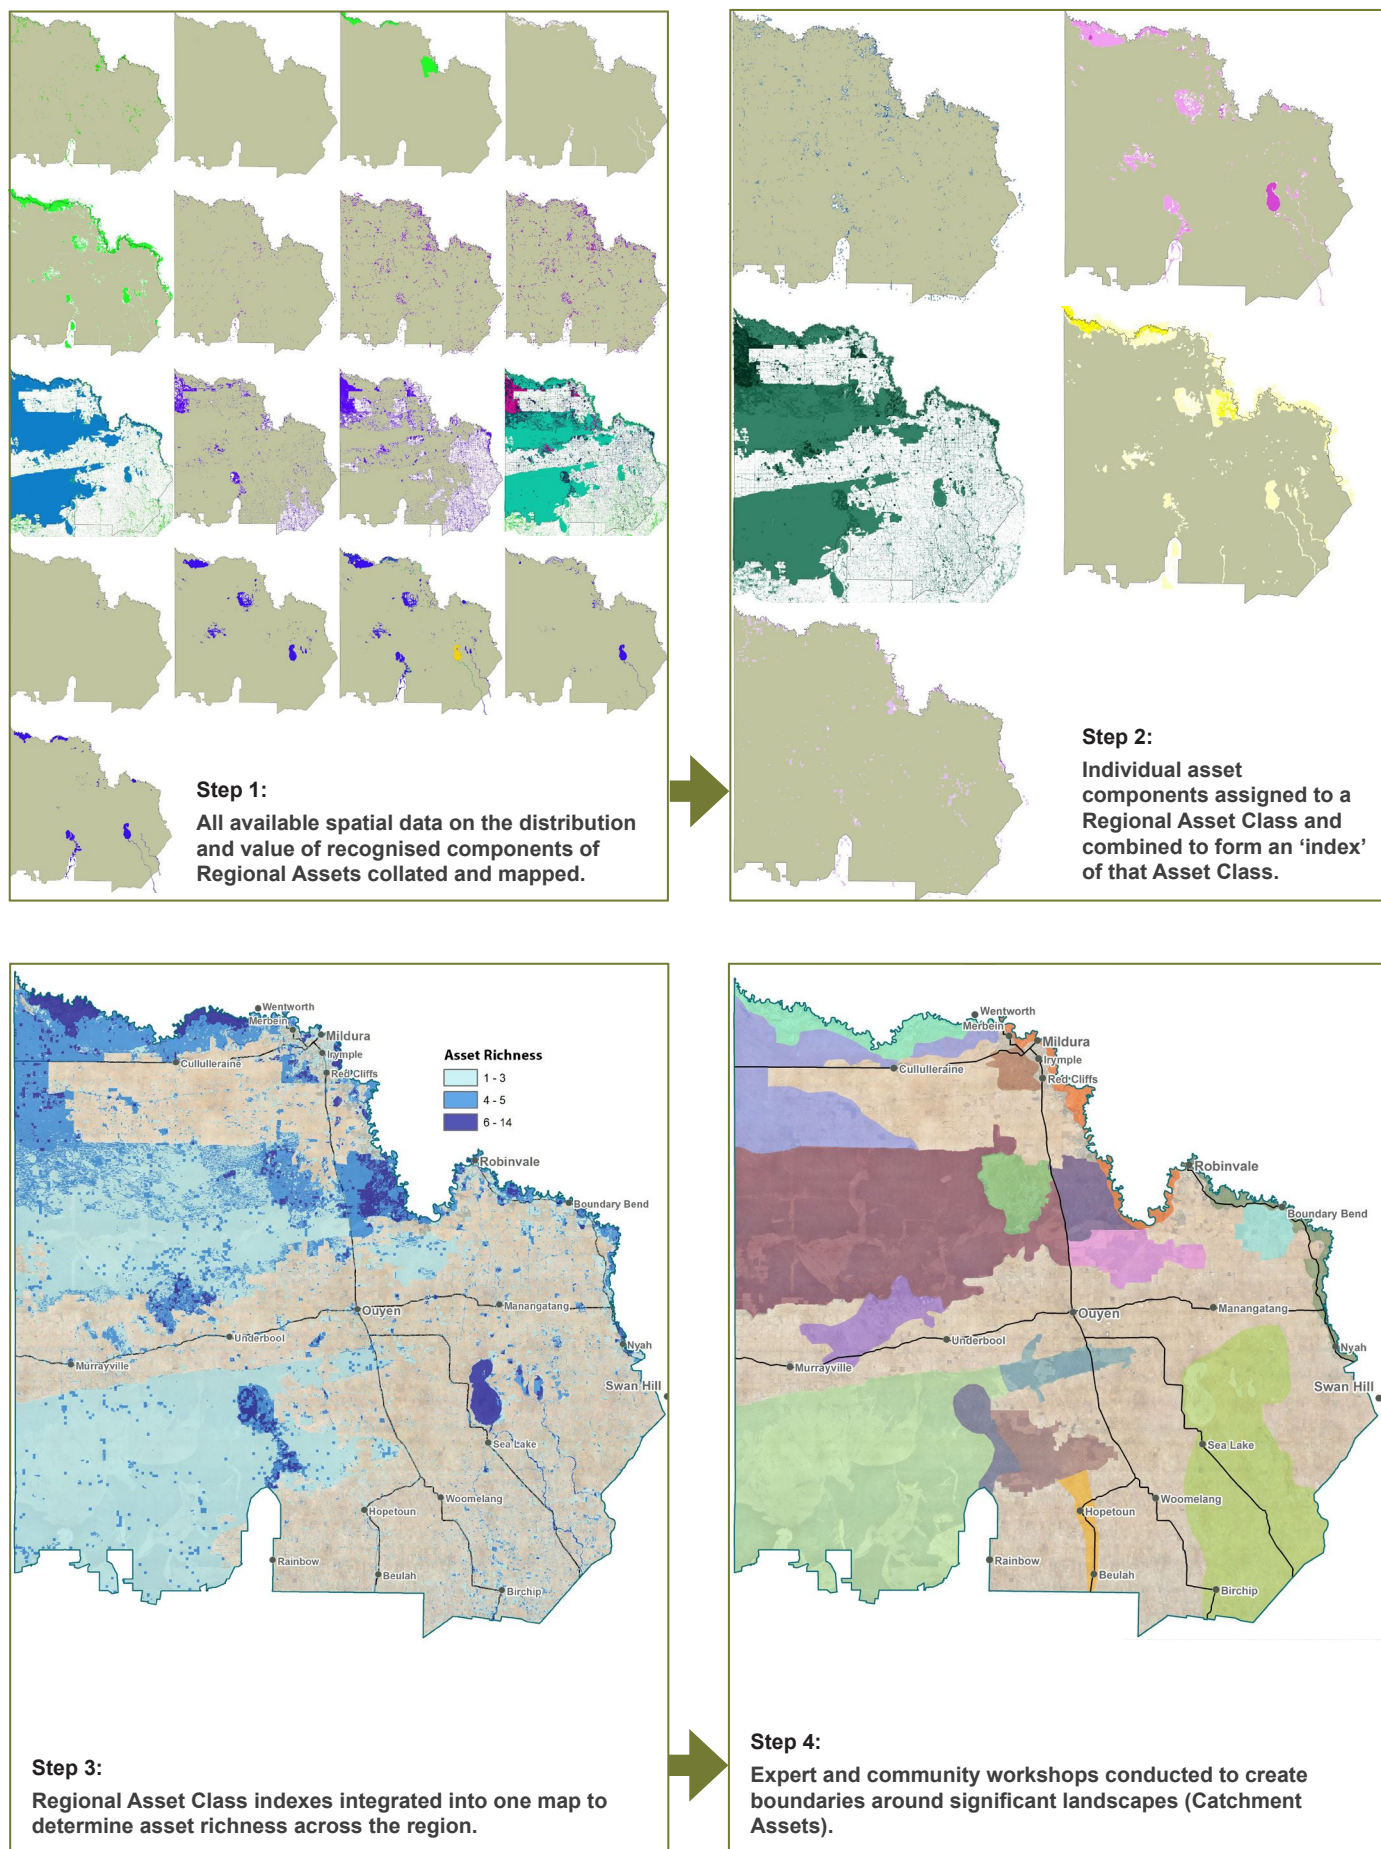 Step 1:
All available spatial data on the distribution
and value of recognised components of
Regional Assets collated and mapped.
Step 2:
Individual asset
components assigned to a
Regional Asset Class and
combined to form an ‘index’
of that Asset Class.
Wentworth
Merbein
Mildura
Irymple
Cullulleraine
Red Cliffs
Asset Richness
1 - 3
4 - 5
6 - 14
Robinvale
Boundary Bend
Ouyen
Manangatang
Underbool
Nyah
Murrayville
Swan Hill
Sea Lake
Woomelang
Hopetoun
Rainbow
Beulah
Birchip
Step 3:
Regional Asset Class indexes integrated into one map to
determine asset richness across the region.
Wentworth
Merbein
Mildura
Irymple
Cullulleraine
Red Cliffs
Robinvale
Boundary Bend
Ouyen
Manangatang
Underbool
Nyah
Murrayville
Swan Hill
Sea Lake
Woomelang
Hopetoun
Rainbow
Beulah
Birchip
Step 4:
Expert and community workshops conducted to create
boundaries around significant landscapes (Catchment
Assets).